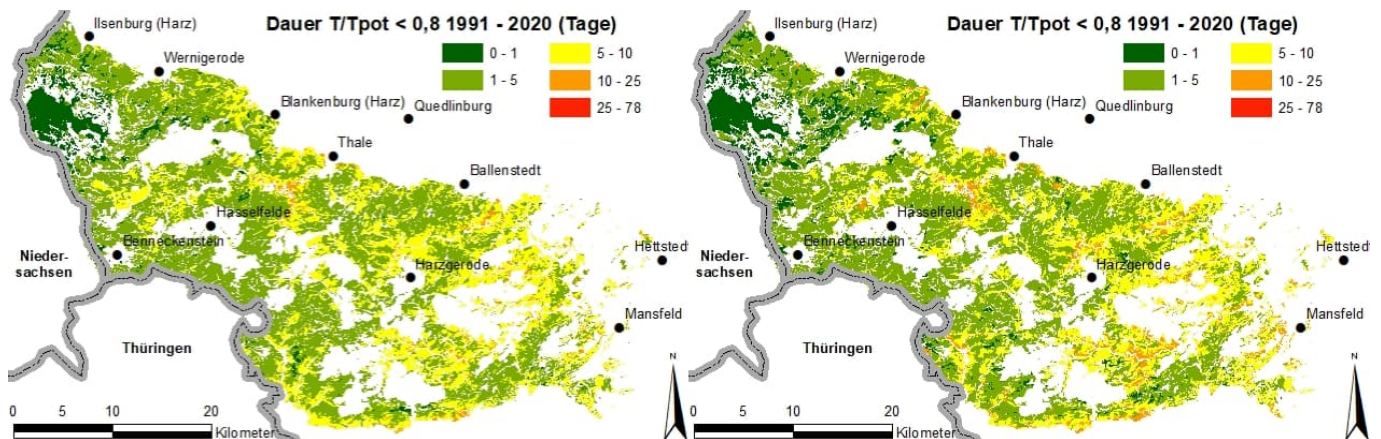 Dauer T/Tpot < 0,8 1991 - 2020 (Tage)
Ilsenburg (Harz)
0 - 1
5 - 10
Wernigerode
1 - 5
10 - 25
25 - 78
Blankenburg (Harz)
Quedlinburg
Thale
Ballenstedt
Hasselfelde
Benneckenstein
Nieder-
sachsen
Hettstedt
Harzgerode
Mansfeld
Thüringen
N
0 5 10 20
Kilometer
Dauer T/Tpot < 0,8 1991 - 2020 (Tage)
Ilsenburg (Harz)
0 - 1
5 - 10
Wernigerode
1 - 5
10 - 25
25 - 78
Blankenburg (Harz)
Quedlinburg
Thale
Ballenstedt
Hasselfelde
Benneckenstein
Nieder-
sachsen
Hettstedt
Harzgerode
Mansfeld
Thüringen
N
0 5 10 20
Kilometer